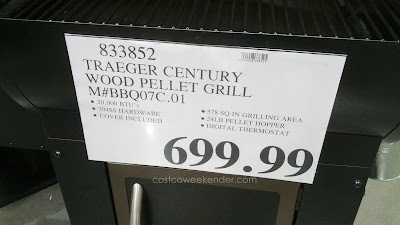 833852
TRAEGER CENTURY
WOOD PELLET GRILL
M#BBQ07C.01
• 20,000 BTU's
• 304SS HARDWARE
• COVER INCLUDED
• 578 SQ IN GRILLING AREA
• 24LB PELLET HOPPER
• DIGITAL THERMOSTAT
699.99
costcoweekender.com